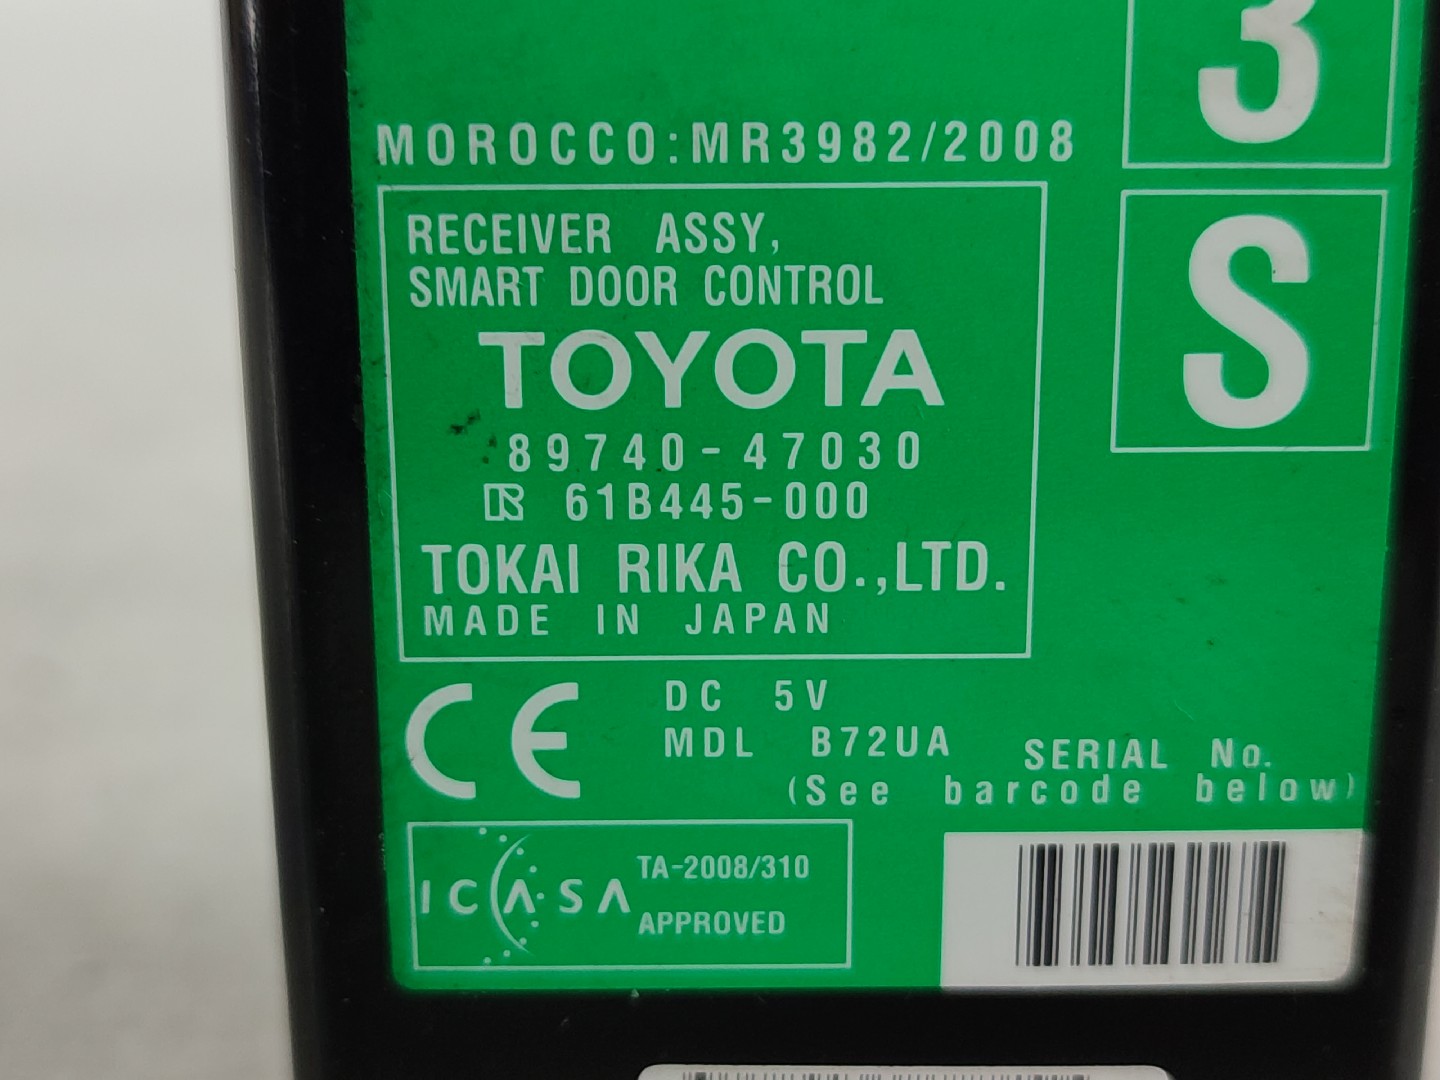 3
MOROCCO:MR3982/2008
S
RECEIVER ASSY,
SMART DOOR CONTROL
TOYOTA
89740-47030
61B445-000
TOKAI RIKA CO.,LTD.
MADE IN JAPAN
CE
DC 5V
MDL B72UA
SERIAL No.
(See barcode below)
ICASA
TA-2008/310
APPROVED